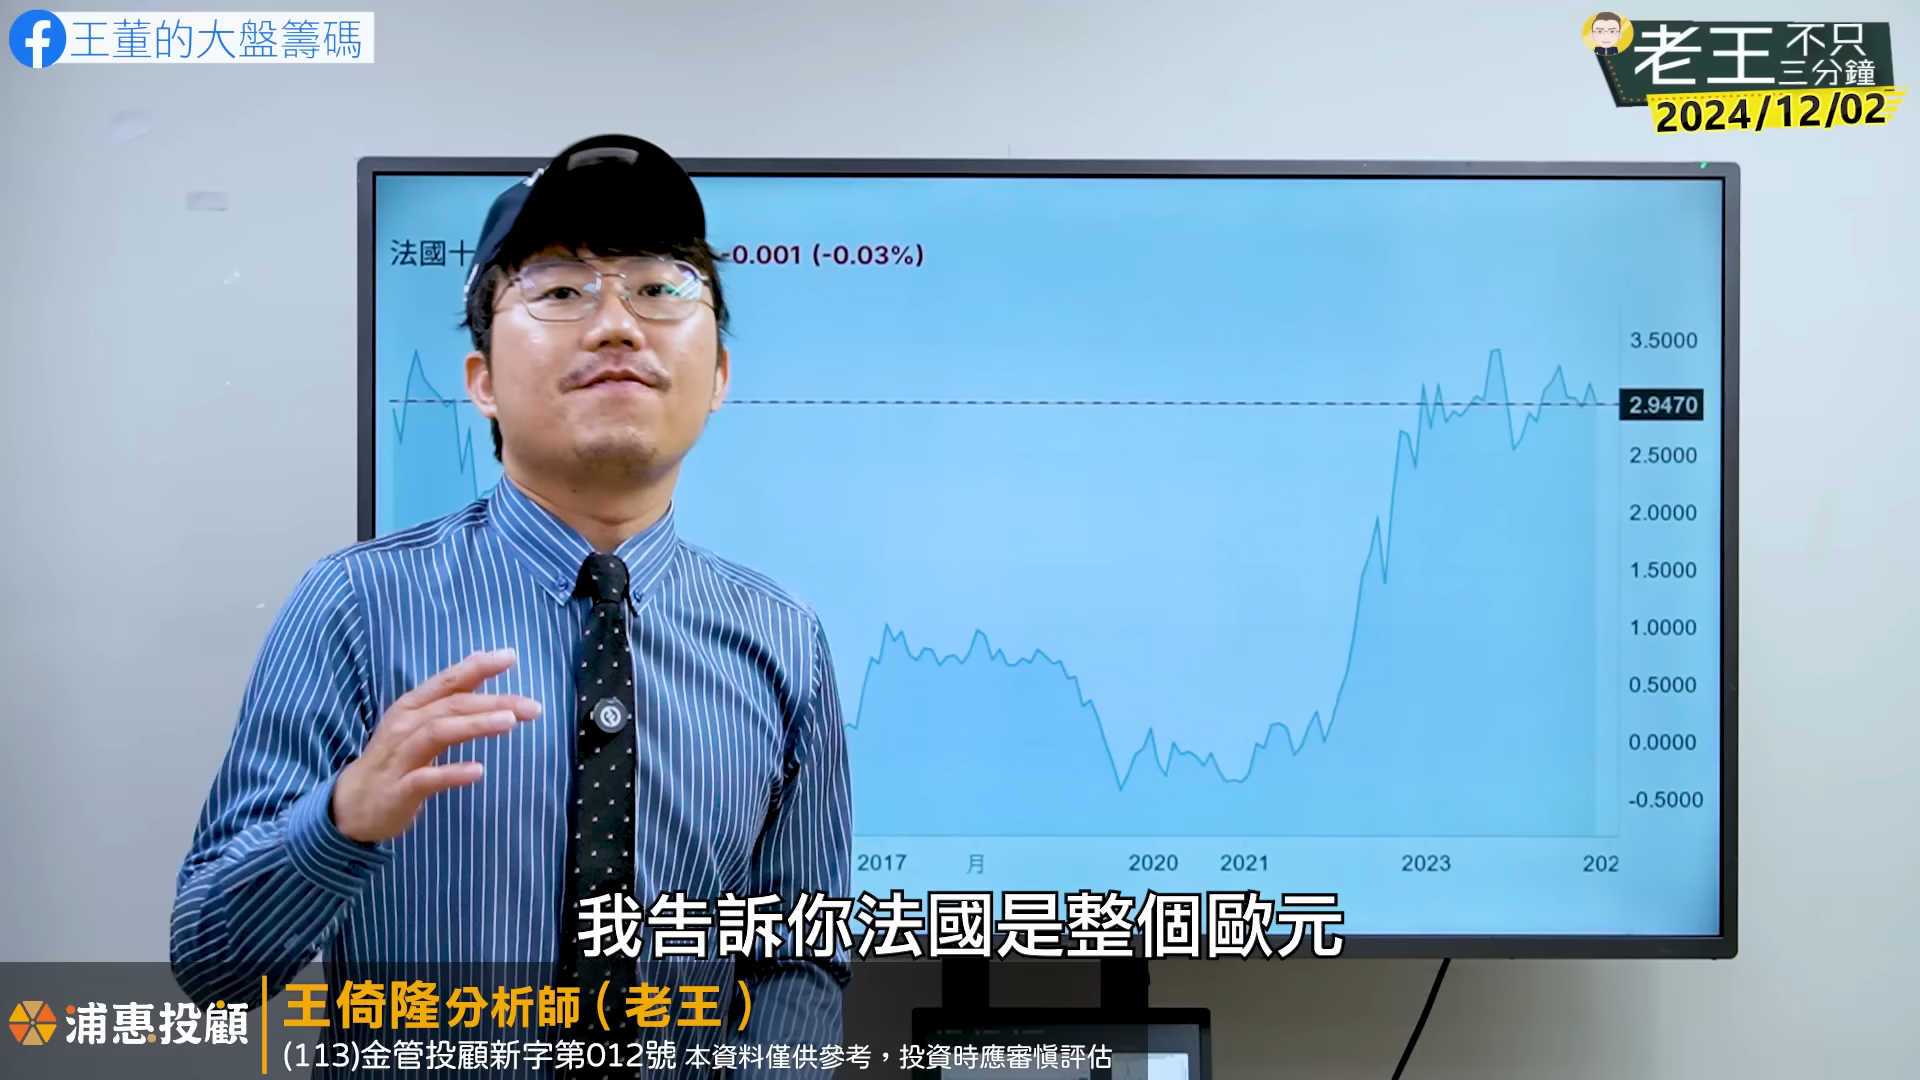 王董的大盤籌碼
老王不只三分鐘
2024/12/02
法國十
-0.001 (-0.03%)
3.5000
2.9470
2.5000
2.0000
1.5000
1.0000
0.5000
0.0000
-0.5000
2017 月 2020 2021 2023 202
我告訴你法國是整個歐元
浦惠投顧
王倚隆分析師(老王)
(113)金管投顧新字第012號 本資料僅供參考，投資時應審慎評估